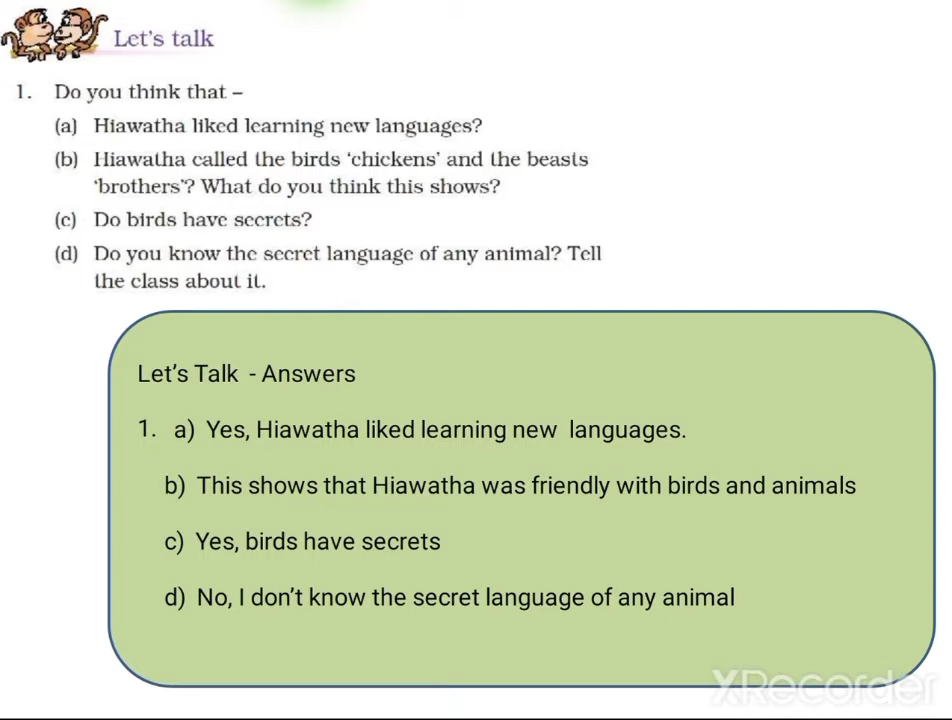 Let's talk
1. Do you think that –
(a) Hiawatha liked learning new languages?
(b) Hiawatha called the birds 'chickens' and the beasts
'brothers'? What do you think this shows?
(c) Do birds have secrets?
(d) Do you know the secret language of any animal? Tell
the class about it.
Let's Talk - Answers
1. a) Yes, Hiawatha liked learning new languages.
b) This shows that Hiawatha was friendly with birds and animals
c) Yes, birds have secrets
d) No, I don't know the secret language of any animal
XRecorder